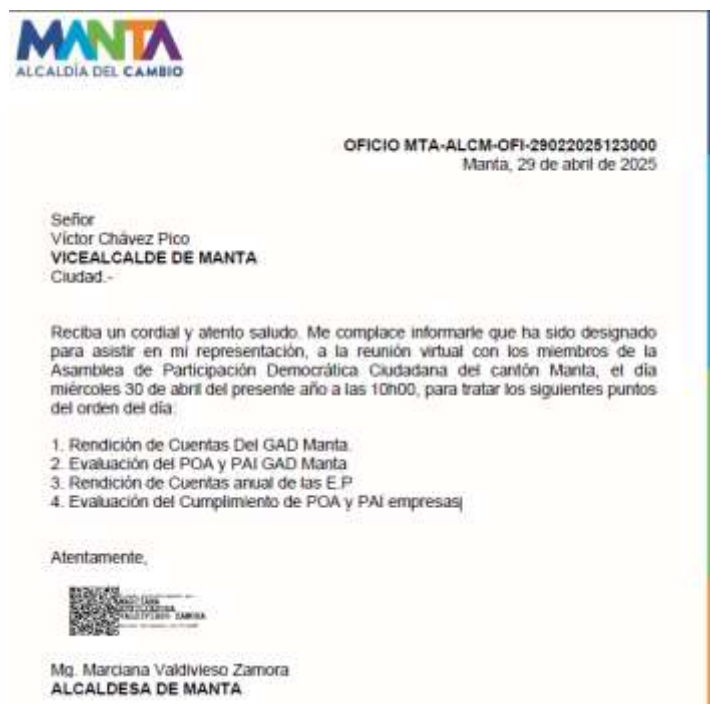 MANTA
ALCALDÍA DEL CAMBIO
OFICIO MTA-ALCM-OFI-29022025123000
Manta, 29 de abril de 2025
Señor
Víctor Chávez Pico
VICEALCALDE DE MANTA
Ciudad.-
Reciba un cordial y atento saludo. Me complace informarle que ha sido designado
para asistir en mi representación, a la reunión virtual con los miembros de la
Asamblea de Participación Democrática Ciudadana del cantón Manta, el día
miércoles 30 de abril del presente año a las 10h00, para tratar los siguientes puntos
del orden del día:
1. Rendición de Cuentas Del GAD Manta.
2. Evaluación del POA y PAI GAD Manta
3. Rendición de Cuentas anual de las E.P
4. Evaluación del Cumplimiento de POA y PAI empresas
Atentamente,
MARCIANA
VALDIVIESO ZAMORA
Mg. Marciana Valdivieso Zamora
ALCALDESA DE MANTA